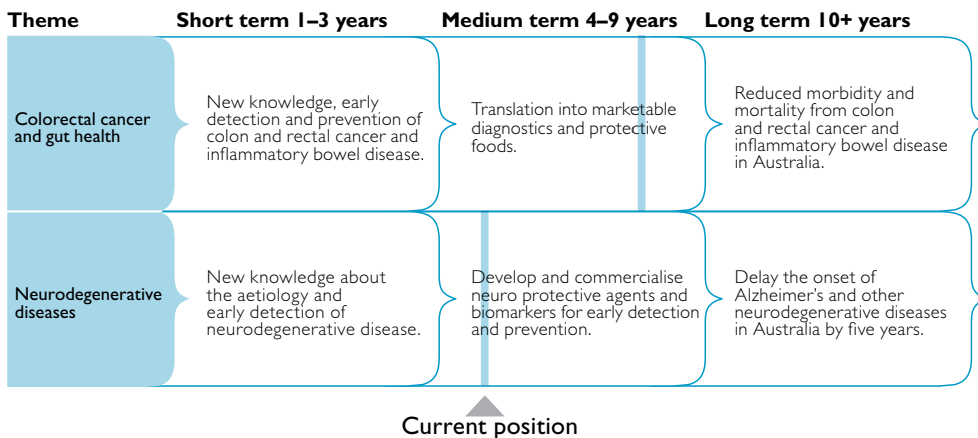 Theme
Short term 1–3 years
Medium term 4–9 years
Long term 10+ years
Colorectal cancer
and gut health
New knowledge, early
detection and prevention of
colon and rectal cancer and
inflammatory bowel disease.
Translation into marketable
diagnostics and protective
foods.
Reduced morbidity and
mortality from colon
and rectal cancer and
inflammatory bowel disease
in Australia.
Neurodegenerative
diseases
New knowledge about
the aetiology and
early detection of
neurodegenerative disease.
Develop and commercialise
neuro protective agents and
biomarkers for early detection
and prevention.
Delay the onset of
Alzheimer’s and other
neurodegenerative diseases
in Australia by five years.
Current position